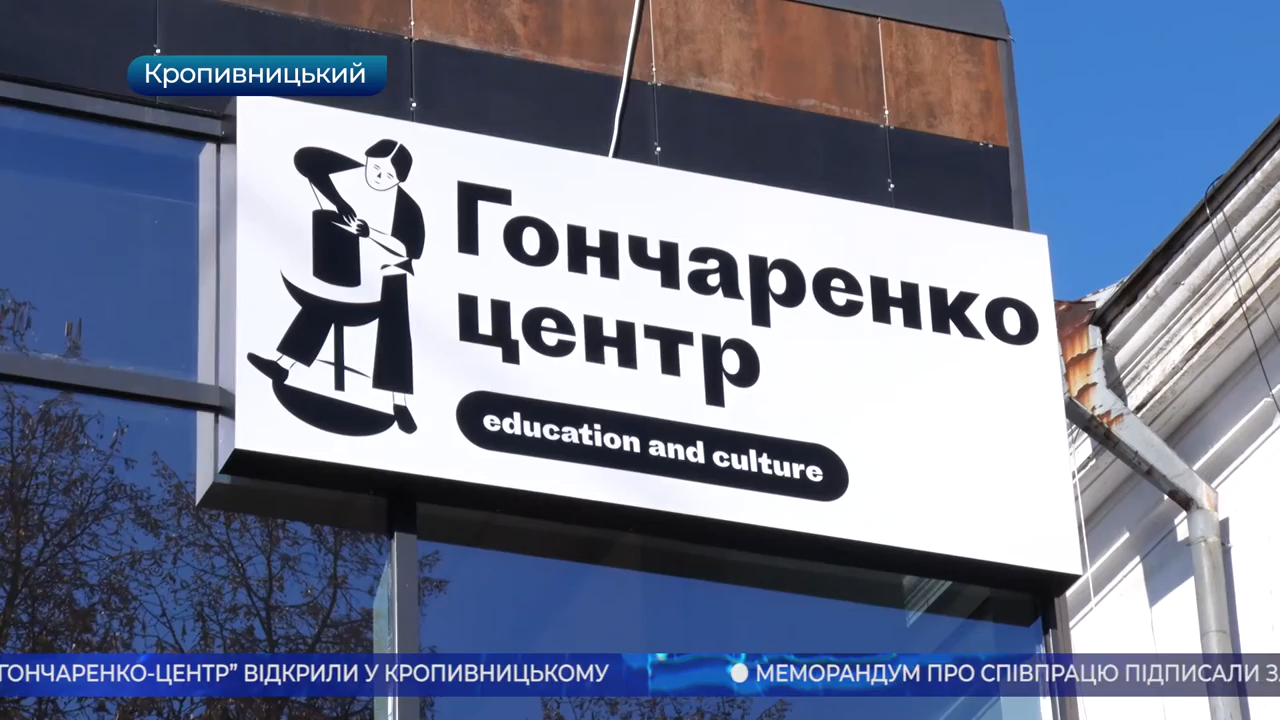 Кропивницький
Гончаренко
центр
education and culture
ГОНЧАРЕНКО-ЦЕНТР” ВІДКРИЛИ У КРОПИВНИЦЬКОМУ
МЕМОРАНДУМ ПРО СПІВПРАЦЮ ПІДПИСАЛИ